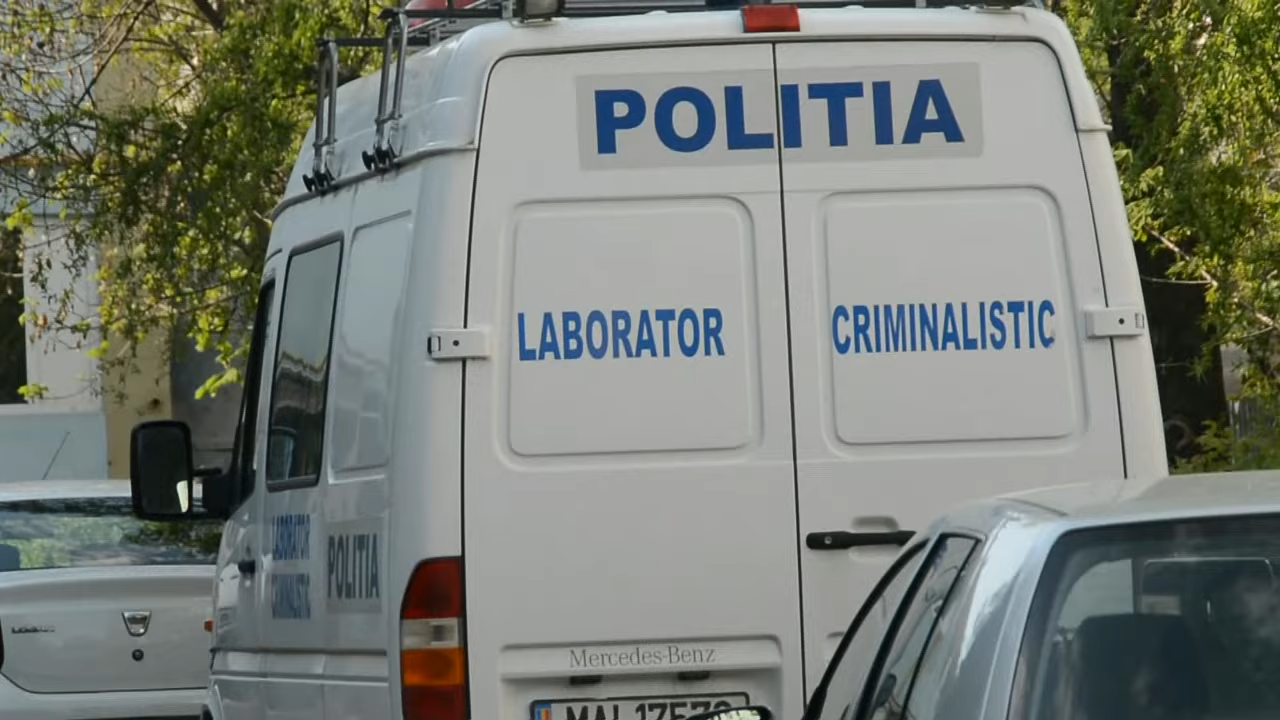 POLITIA
LABORATOR CRIMINALISTIC
LABORATOR
CRIMINALISTIC
POLITIA
Mercedes-Benz